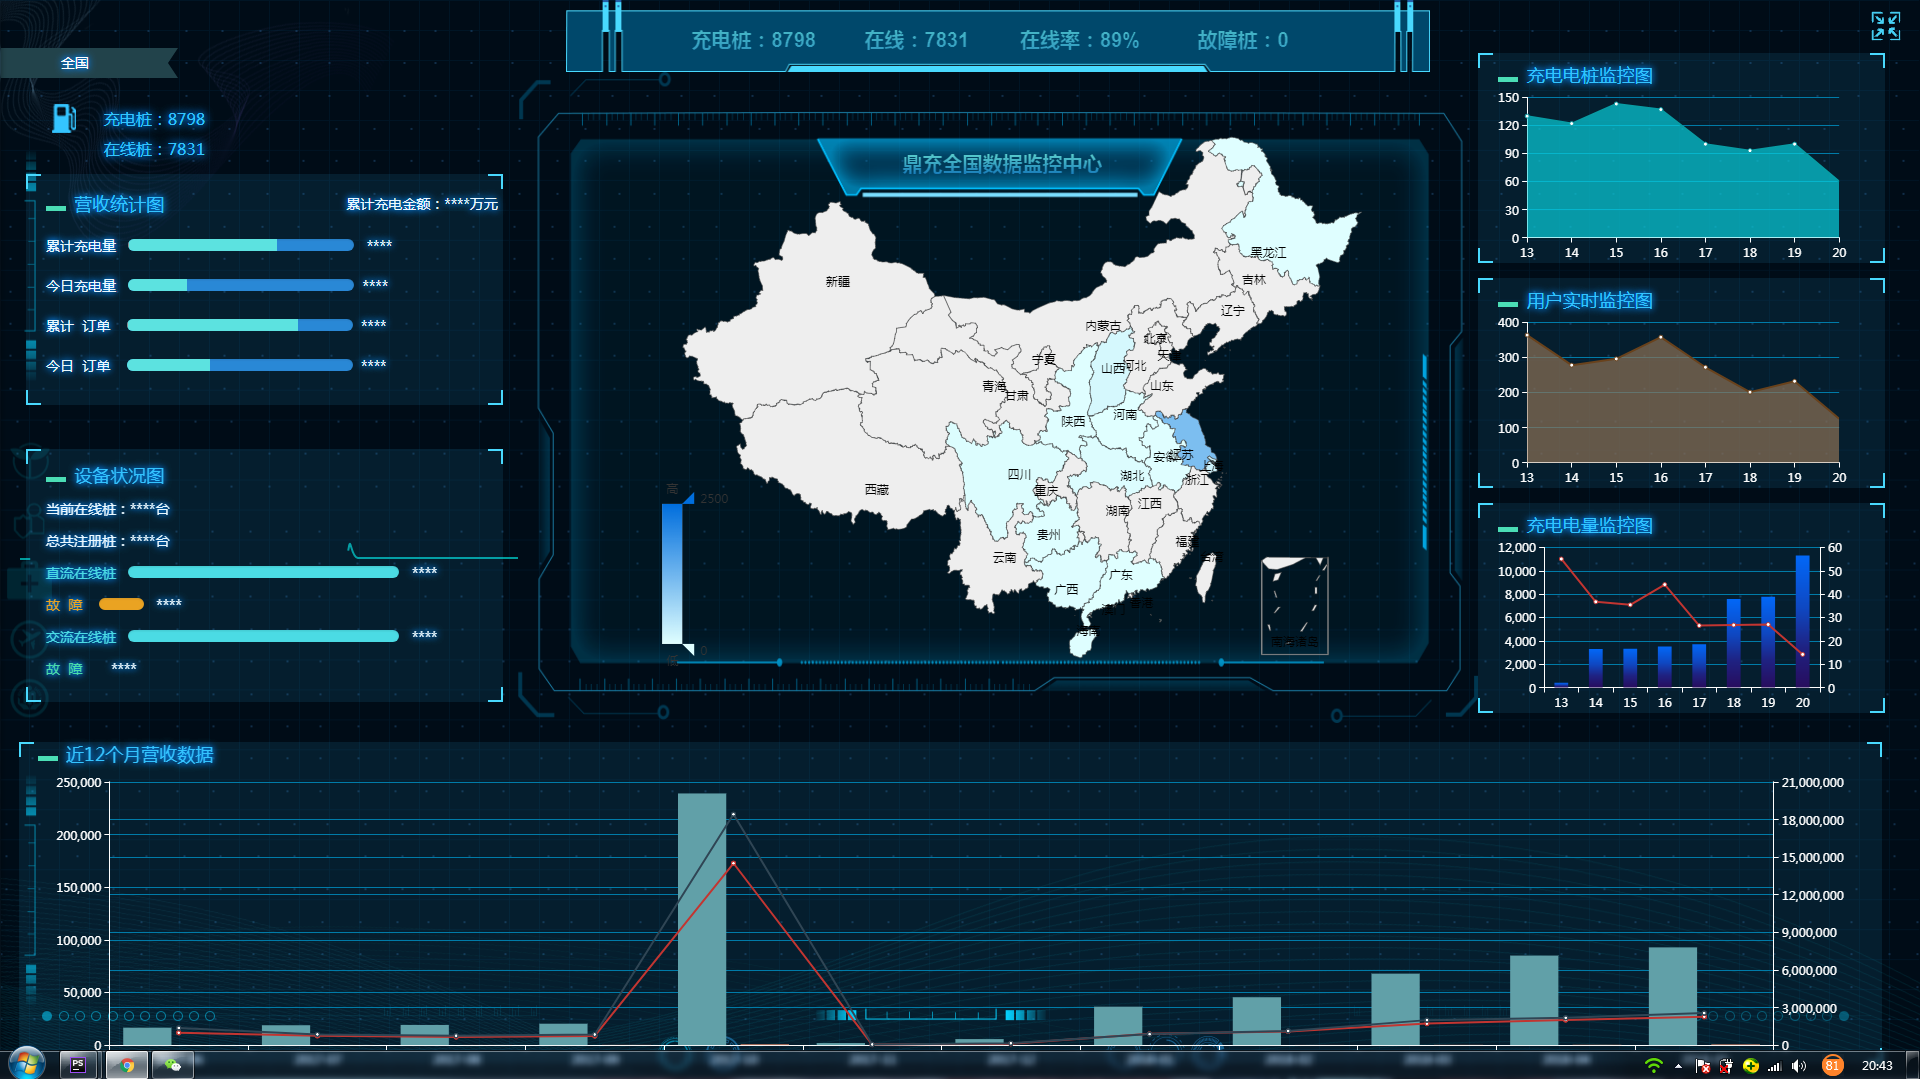 充电桩：8798 在线：7831 在线率：89% 故障桩：0
全国
充电桩：8798
在线桩：7831
营收统计图 累计充电金额：****万元
累计充电量 ****
今日充电量 ****
累计 订单 ****
今日 订单 ****
设备状况图
当前在线桩：****台
总共注册桩：****台
直流在线桩 ****
故 障 ****
交流在线桩 ****
故 障 ****
鼎充全国数据监控中心
黑龙江
吉林
新疆
辽宁
内蒙古
北京
宁夏
山西
河北
青海
甘肃
山东
陕西
河南
安徽
江苏
四川
湖北
浙江
重庆
西藏
湖南
江西
贵州
福建
云南
广东
广西
海南
高
2500
0
低
充电电桩监控图
150
120
90
60
30
0
13 14 15 16 17 18 19 20
用户实时监控图
400
300
200
100
0
13 14 15 16 17 18 19 20
充电电量监控图
12,000 60
10,000 50
8,000 40
6,000 30
4,000 20
2,000 10
0 0
13 14 15 16 17 18 19 20
近12个月营收数据
250,000 21,000,000
200,000 18,000,000
150,000 15,000,000
12,000,000
100,000 9,000,000
50,000 6,000,000
3,000,000
0 0
PS
81
20:43